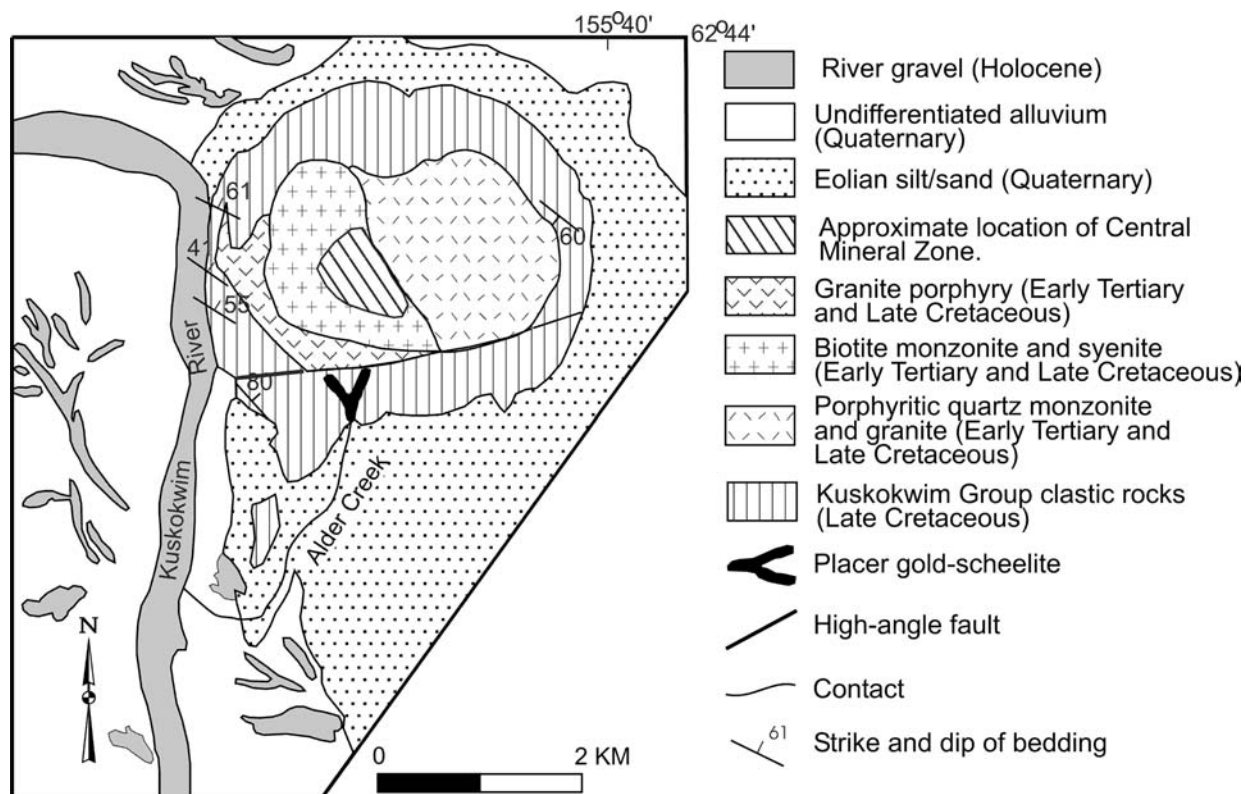 155°40'
62°44'
61
41
55
60
80
River
Kuskokwim
Alder Creek
N
0
2 KM
River gravel (Holocene)
Undifferentiated alluvium
(Quaternary)
Eolian silt/sand (Quaternary)
Approximate location of Central
Mineral Zone.
Granite porphyry (Early Tertiary
and Late Cretaceous)
Biotite monzonite and syenite
(Early Tertiary and Late Cretaceous)
Porphyritic quartz monzonite
and granite (Early Tertiary and
Late Cretaceous)
Kuskokwim Group clastic rocks
(Late Cretaceous)
Placer gold-scheelite
High-angle fault
Contact
61
Strike and dip of bedding